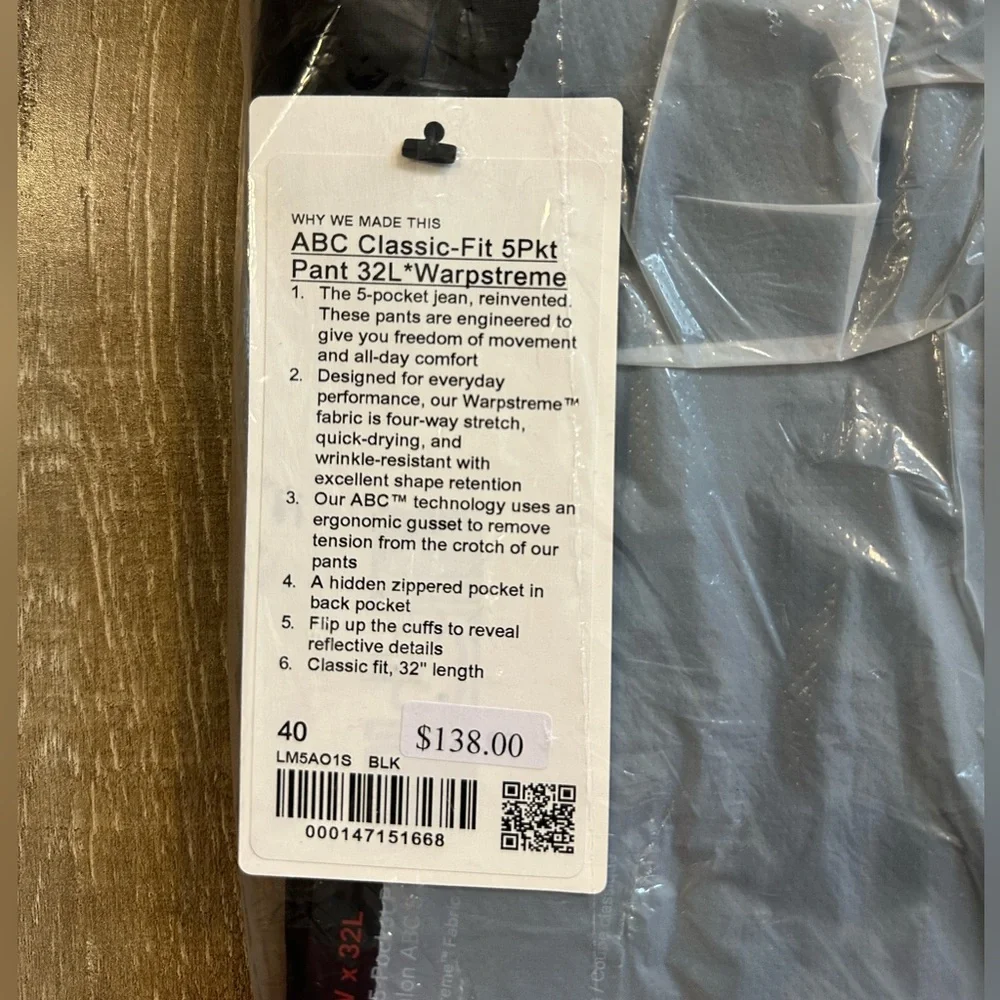 WHY WE MADE THIS
ABC Classic-Fit 5Pkt
Pant 32L*Warpstreme
1. The 5-pocket jean, reinvented.
These pants are engineered to
give you freedom of movement
and all-day comfort
2. Designed for everyday
performance, our Warpstreme™
fabric is four-way stretch,
quick-drying, and
wrinkle-resistant with
excellent shape retention
3. Our ABC™ technology uses an
ergonomic gusset to remove
tension from the crotch of our
pants
4. A hidden zippered pocket in
back pocket
5. Flip up the cuffs to reveal
reflective details
6. Classic fit, 32" length
40
$138.00
LM5AO1S BLK
000147151668
x 32L